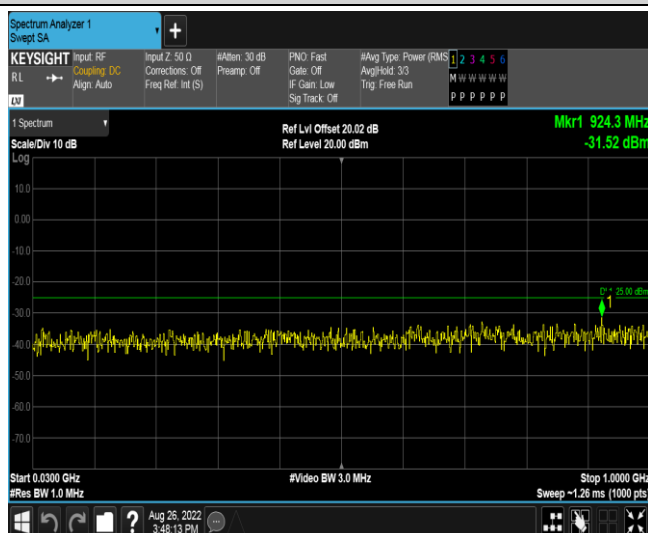 Spectrum Analyzer 1
Swept SA
+
KEYSIGHT
RL
LXI
Input: RF
Coupling: DC
Align: Auto
Input Z: 50 Ω
Corrections: Off
Freq Ref: Int (S)
#Atten: 30 dB
Preamp: Off
PNO: Fast
Gate: Off
IF Gain: Low
Sig Track: Off
#Avg Type: Power (RMS
Avg|Hold: 3/3
Trig: Free Run
1 2 3 4 5 6
M W W W W W
P P P P P P
1 Spectrum
Scale/Div 10 dB
Ref Lvl Offset 20.02 dB
Ref Level 20.00 dBm
Mkr1 924.3 MHz
-31.52 dBm
Log
10.0
0.00
-10.0
-20.0
-30.0
-40.0
-50.0
-60.0
-70.0
25.00 dBm
1
Start 0.0300 GHz
#Res BW 1.0 MHz
#Video BW 3.0 MHz
Stop 1.0000 GHz
Sweep ~1.26 ms (1000 pts)
?
Aug 26, 2022
3:48:13 PM